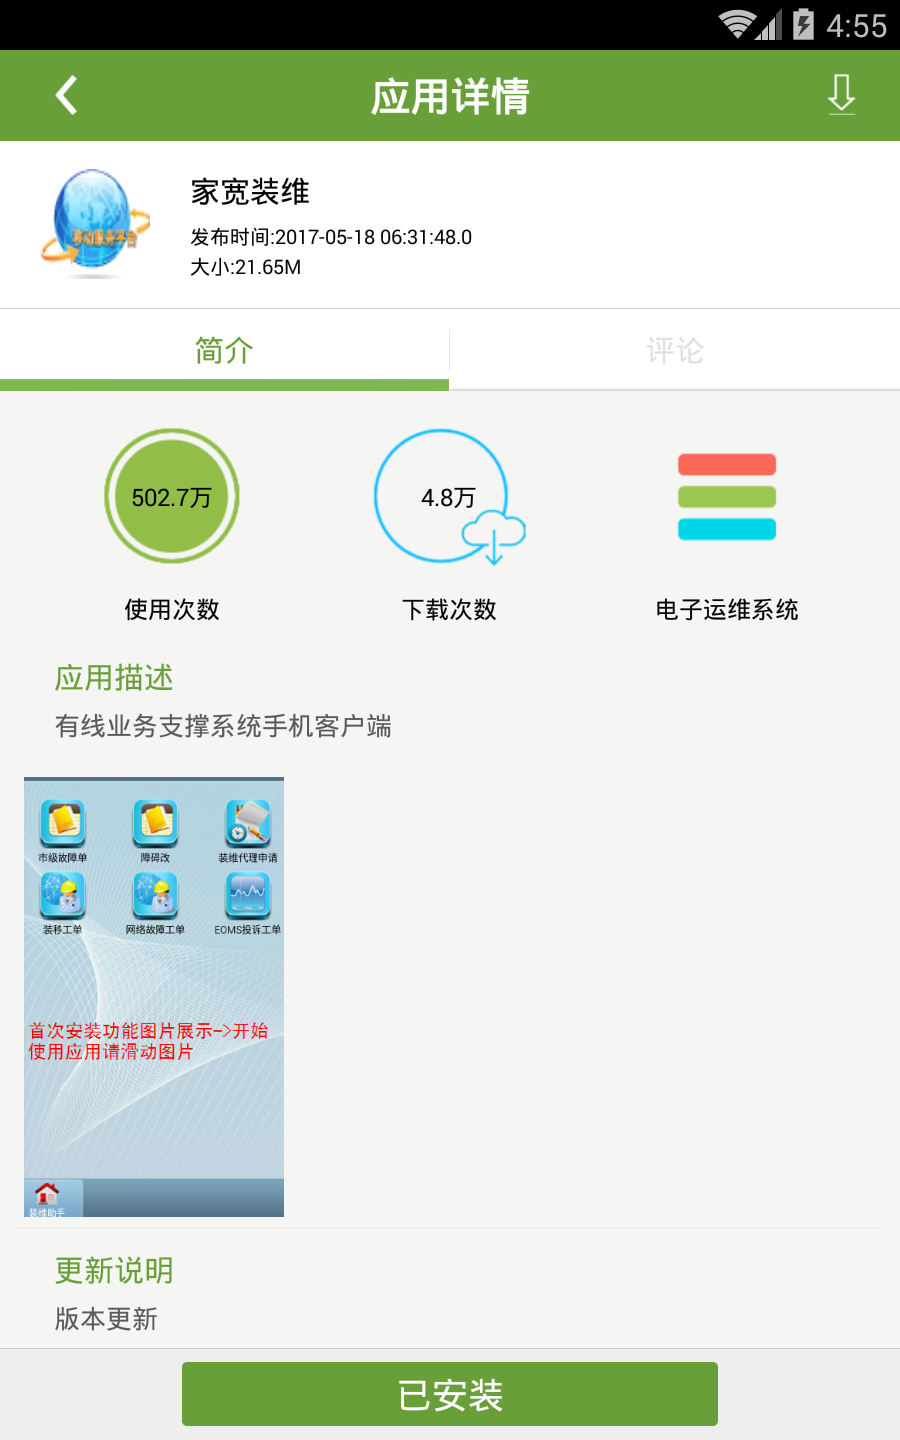 4:55
应用详情
移动服务平台
家宽装维
发布时间:2017-05-18 06:31:48.0
大小:21.65M
简介
评论
502.7万
4.8万
使用次数
下载次数
电子运维系统
应用描述
有线业务支撑系统手机客户端
市级故障单
障碍改
装维代理申请
装移工单
网络故障工单
EOMS投诉工单
首次安装功能图片展示->开始
使用应用请滑动图片
装维助手
更新说明
版本更新
已安装